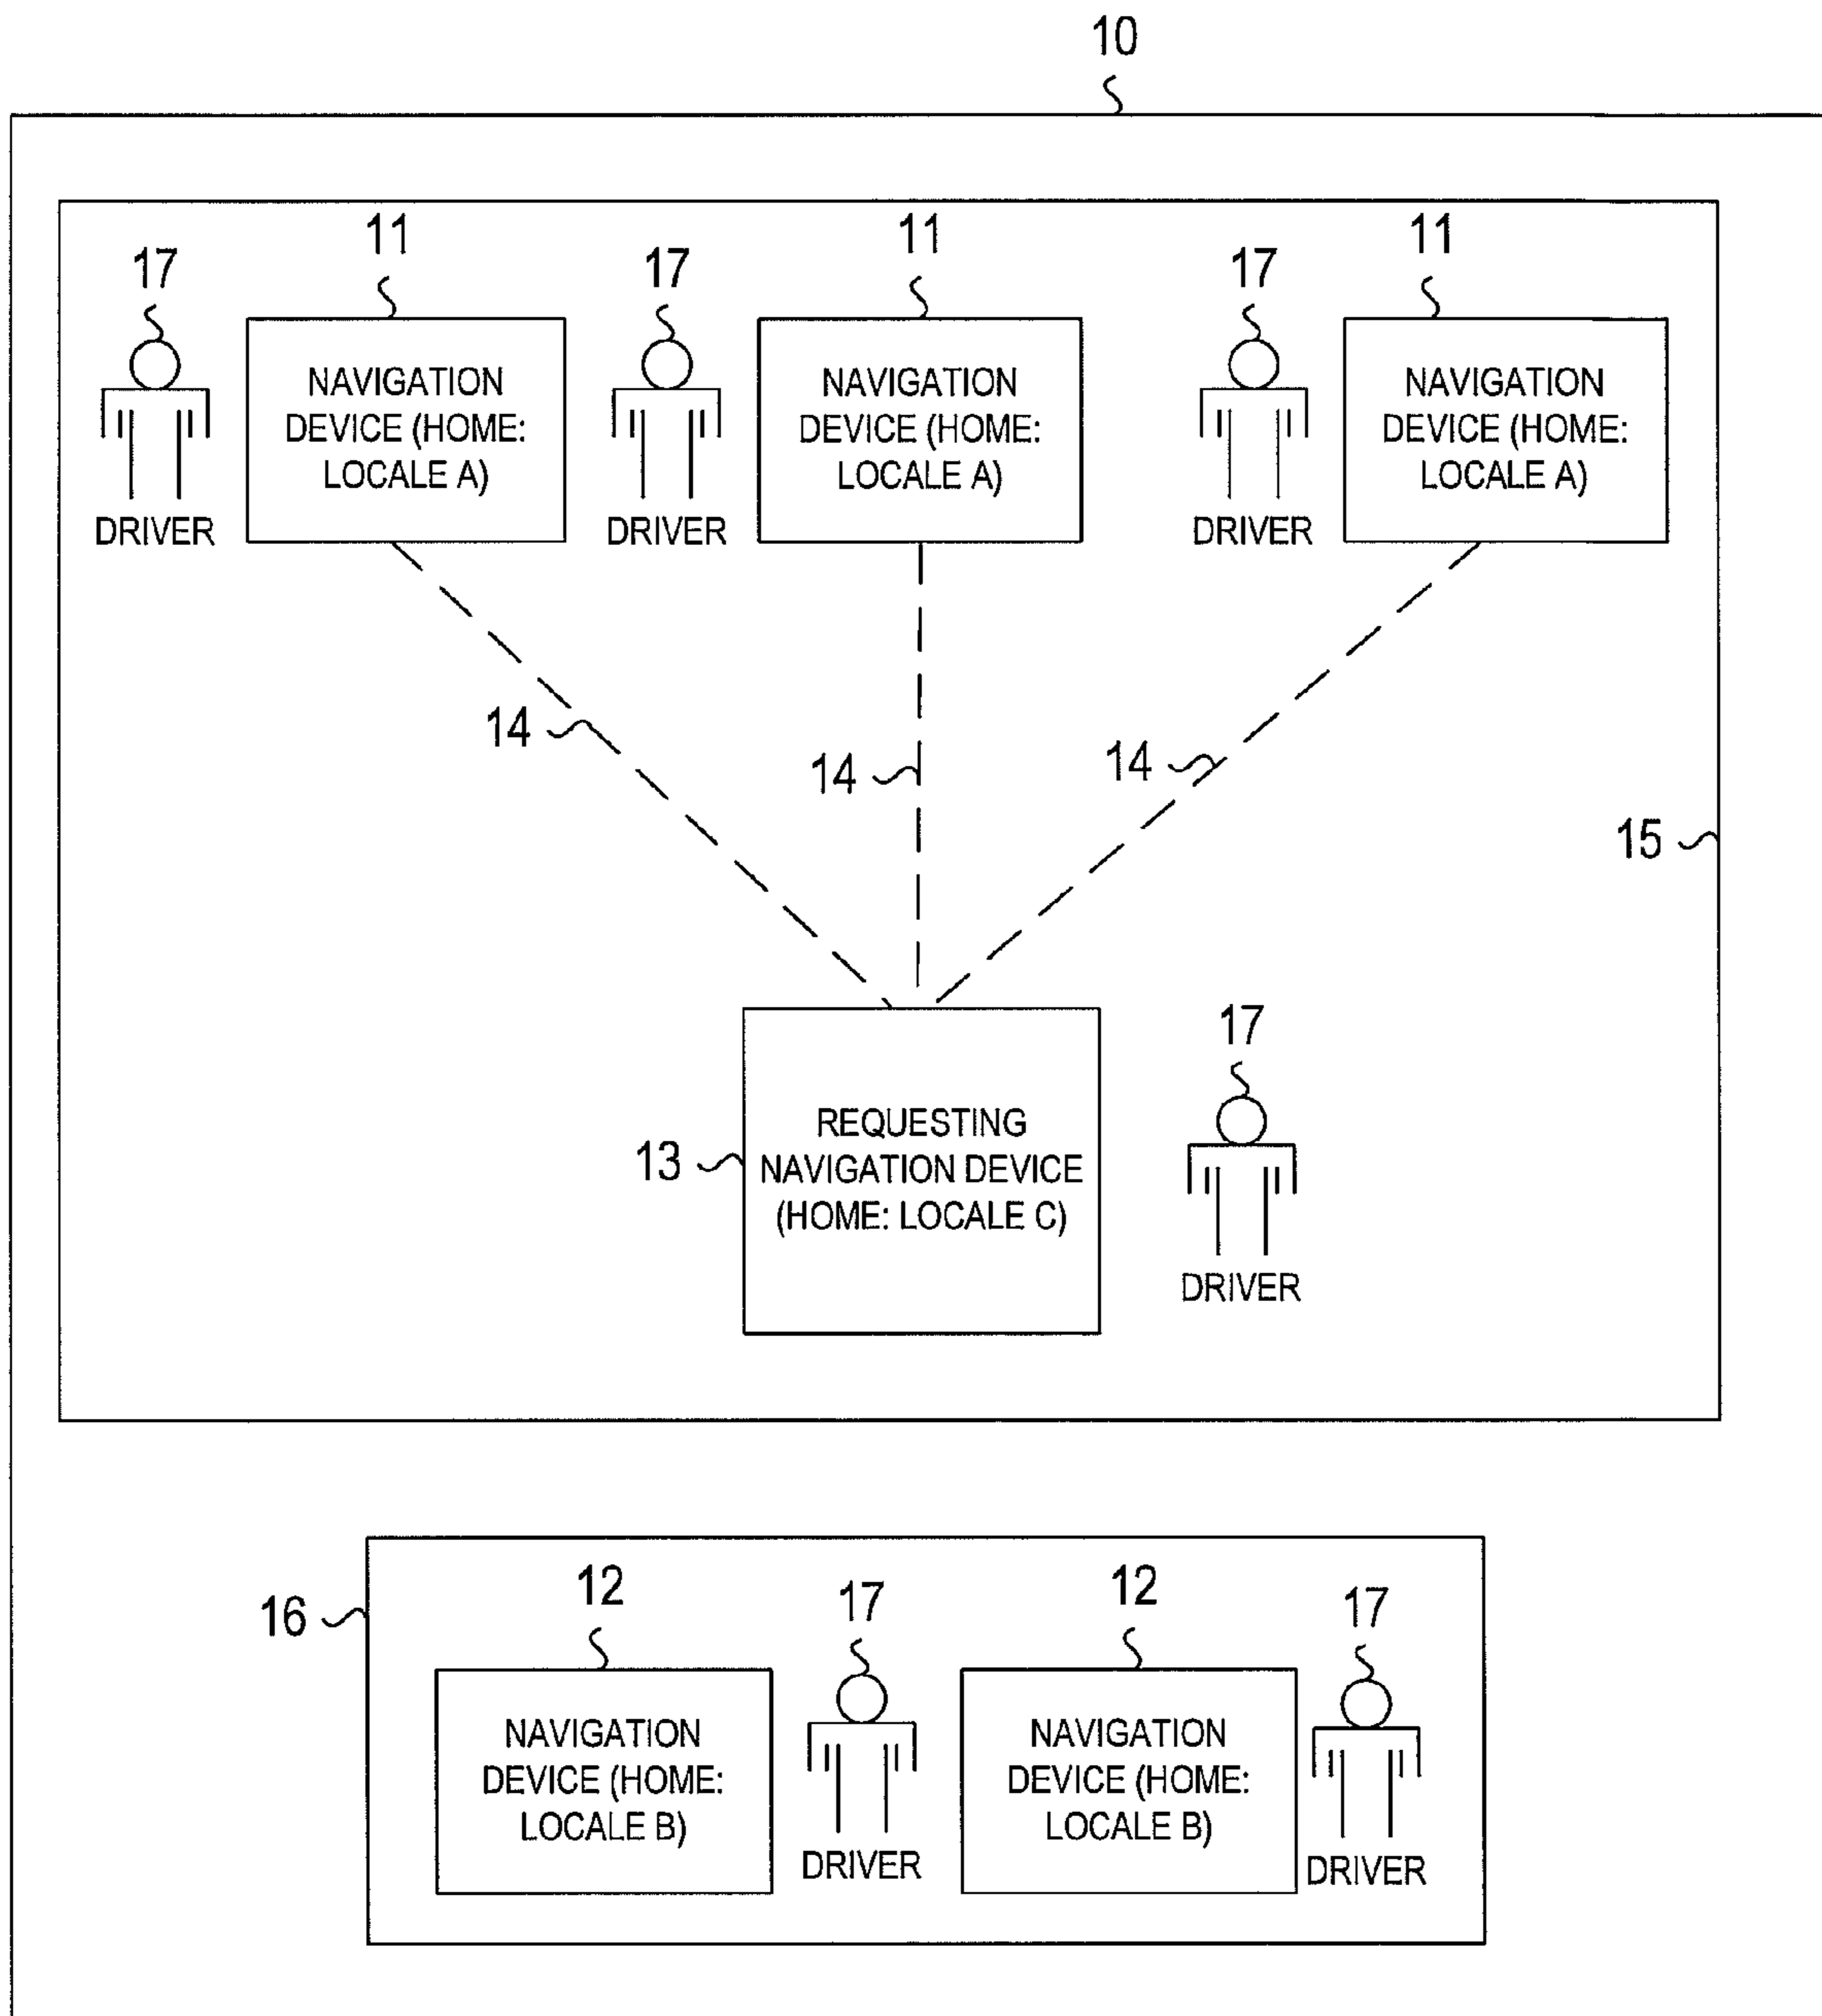 10
11
11
11
17
17
17
NAVIGATION
DEVICE (HOME:
LOCALE A)
NAVIGATION
DEVICE (HOME:
LOCALE A)
NAVIGATION
DEVICE (HOME:
LOCALE A)
DRIVER
DRIVER
DRIVER
14
14
14
15
17
13
REQUESTING
NAVIGATION DEVICE
(HOME: LOCALE C)
DRIVER
16
12
17
12
17
NAVIGATION
DEVICE (HOME:
LOCALE B)
NAVIGATION
DEVICE (HOME:
LOCALE B)
DRIVER
DRIVER